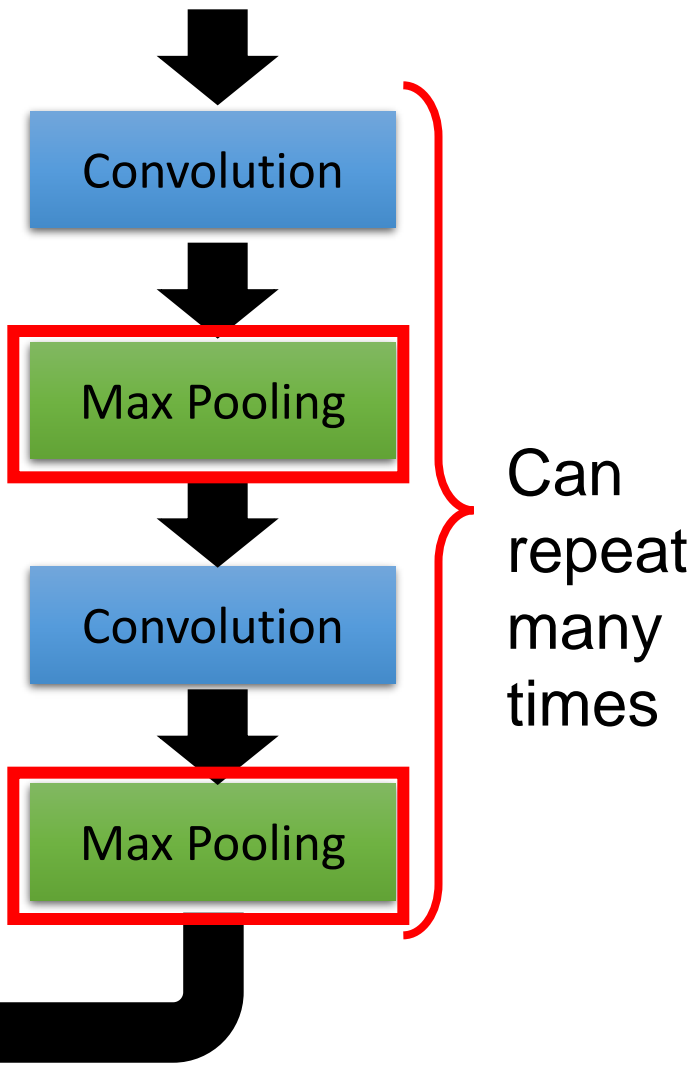 Convolution
Max Pooling
Convolution
Max Pooling
Can
repeat
many
times